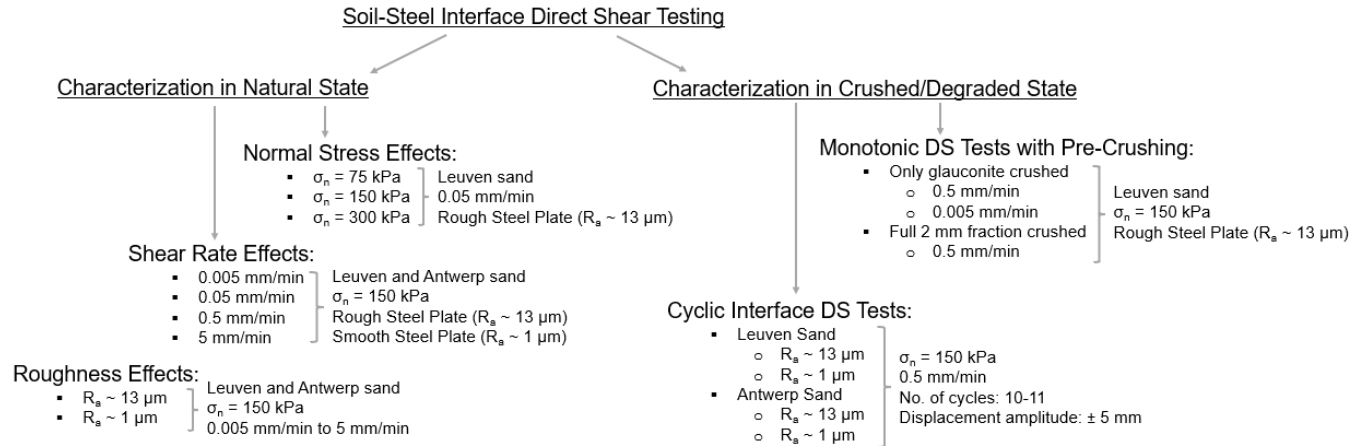 Soil-Steel Interface Direct Shear Testing
Characterization in Natural State
Normal Stress Effects:
▪ σₙ = 75 kPa
▪ σₙ = 150 kPa
▪ σₙ = 300 kPa
Leuven sand
0.05 mm/min
Rough Steel Plate (Rₐ ~ 13 µm)
Shear Rate Effects:
▪ 0.005 mm/min
▪ 0.05 mm/min
▪ 0.5 mm/min
▪ 5 mm/min
Leuven and Antwerp sand
σₙ = 150 kPa
Rough Steel Plate (Rₐ ~ 13 µm)
Smooth Steel Plate (Rₐ ~ 1 µm)
Roughness Effects:
▪ Rₐ ~ 13 µm
▪ Rₐ ~ 1 µm
Leuven and Antwerp sand
σₙ = 150 kPa
0.005 mm/min to 5 mm/min
Characterization in Crushed/Degraded State
Monotonic DS Tests with Pre-Crushing:
▪ Only glauconite crushed
o 0.5 mm/min
o 0.005 mm/min
▪ Full 2 mm fraction crushed
o 0.5 mm/min
Leuven sand
σₙ = 150 kPa
Rough Steel Plate (Rₐ ~ 13 µm)
Cyclic Interface DS Tests:
▪ Leuven Sand
o Rₐ ~ 13 µm
o Rₐ ~ 1 µm
▪ Antwerp Sand
o Rₐ ~ 13 µm
o Rₐ ~ 1 µm
σₙ = 150 kPa
0.5 mm/min
No. of cycles: 10-11
Displacement amplitude: ± 5 mm